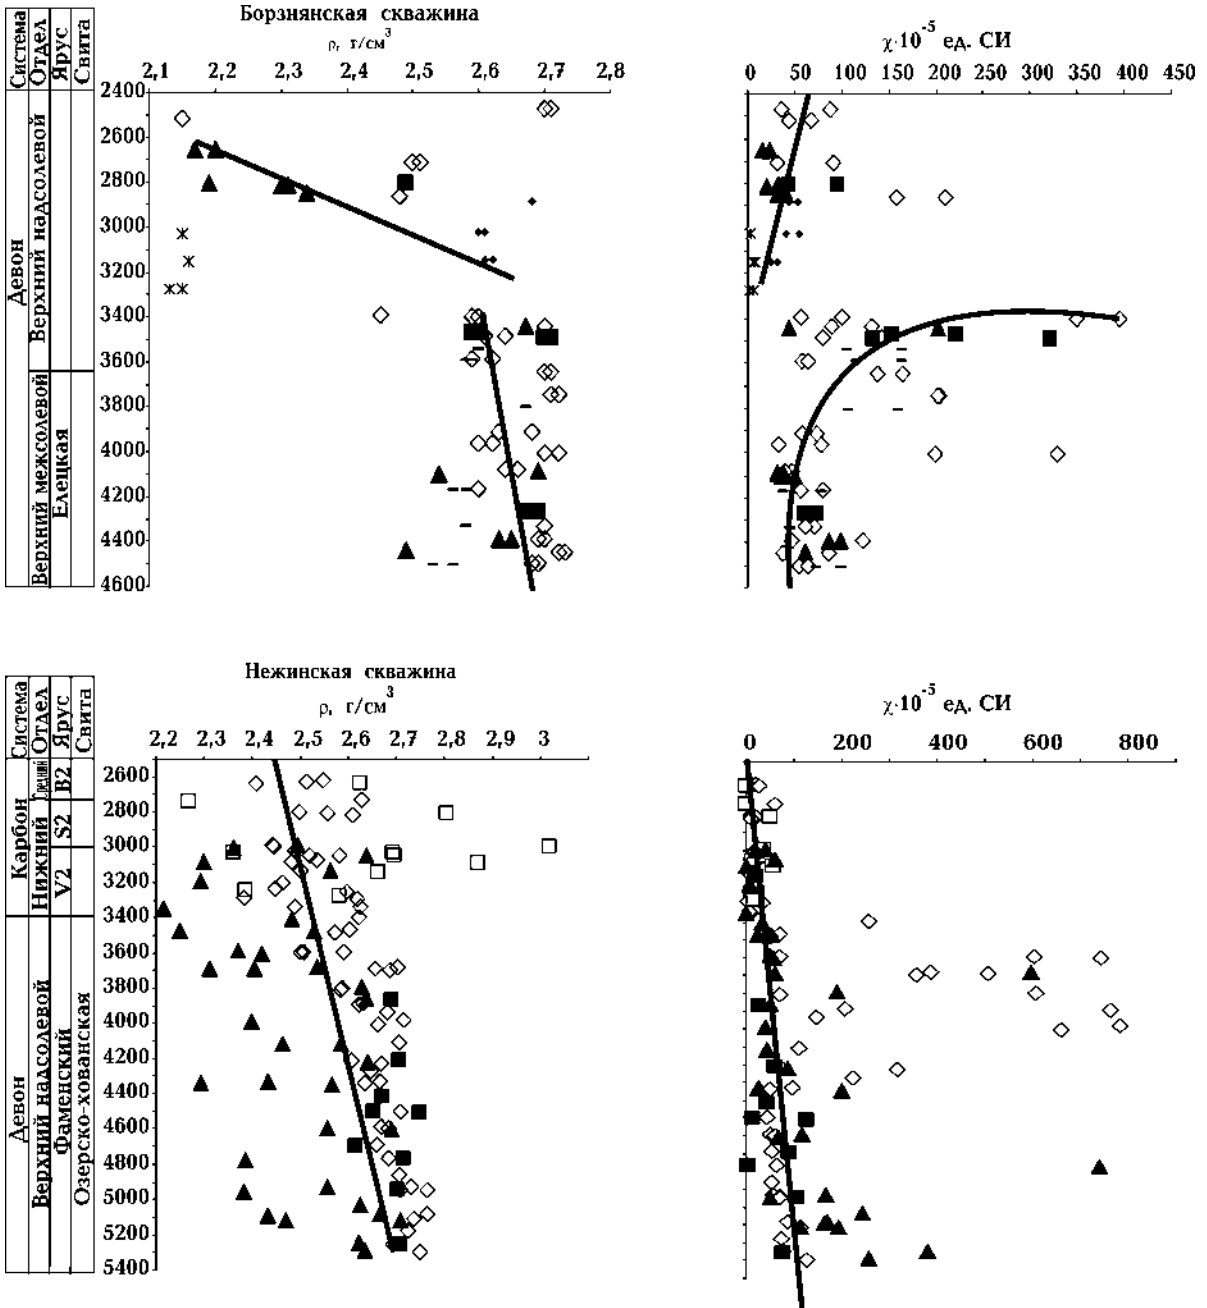 Борзнянская скважина
ρ, г/см³
2,1 2,2 2,3 2,4 2,5 2,6 2,7 2,8
χ·10⁻⁵ ед. СИ
0 50 100 150 200 250 300 350 400 450
Система
Отдел
Ярус
Свита
Девон
Верхний надсолевой
Верхний межсолевой
Елецкая
2400
2600
2800
3000
3200
3400
3600
3800
4000
4200
4400
4600
Нежинская скважина
ρ, г/см³
2,2 2,3 2,4 2,5 2,6 2,7 2,8 2,9 3
χ·10⁻⁵ ед. СИ
0 200 400 600 800
Система
Отдел
Ярус
Свита
Карбон
Средний
Нижний
B2
S2
V2
Девон
Верхний надсолевой
Фаменский
Озерско-хованская
2600
2800
3000
3200
3400
3600
3800
4000
4200
4400
4600
4800
5000
5200
5400